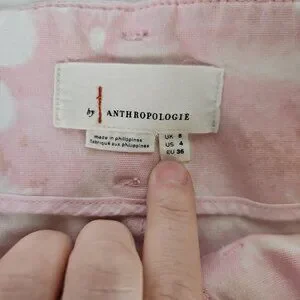 by ANTHROPOLOGIE
made in philippines
fabriqué aux philippines
UK 8
US 4
EU 36